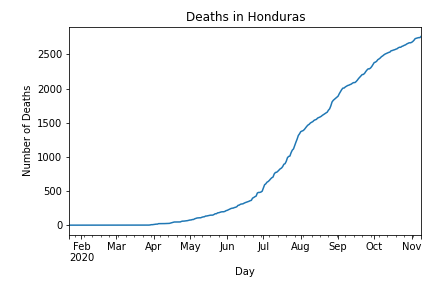 Deaths in Honduras
Number of Deaths
2500
2000
1500
1000
500
0
Feb Mar Apr May Jun Jul Aug Sep Oct Nov
2020
Day